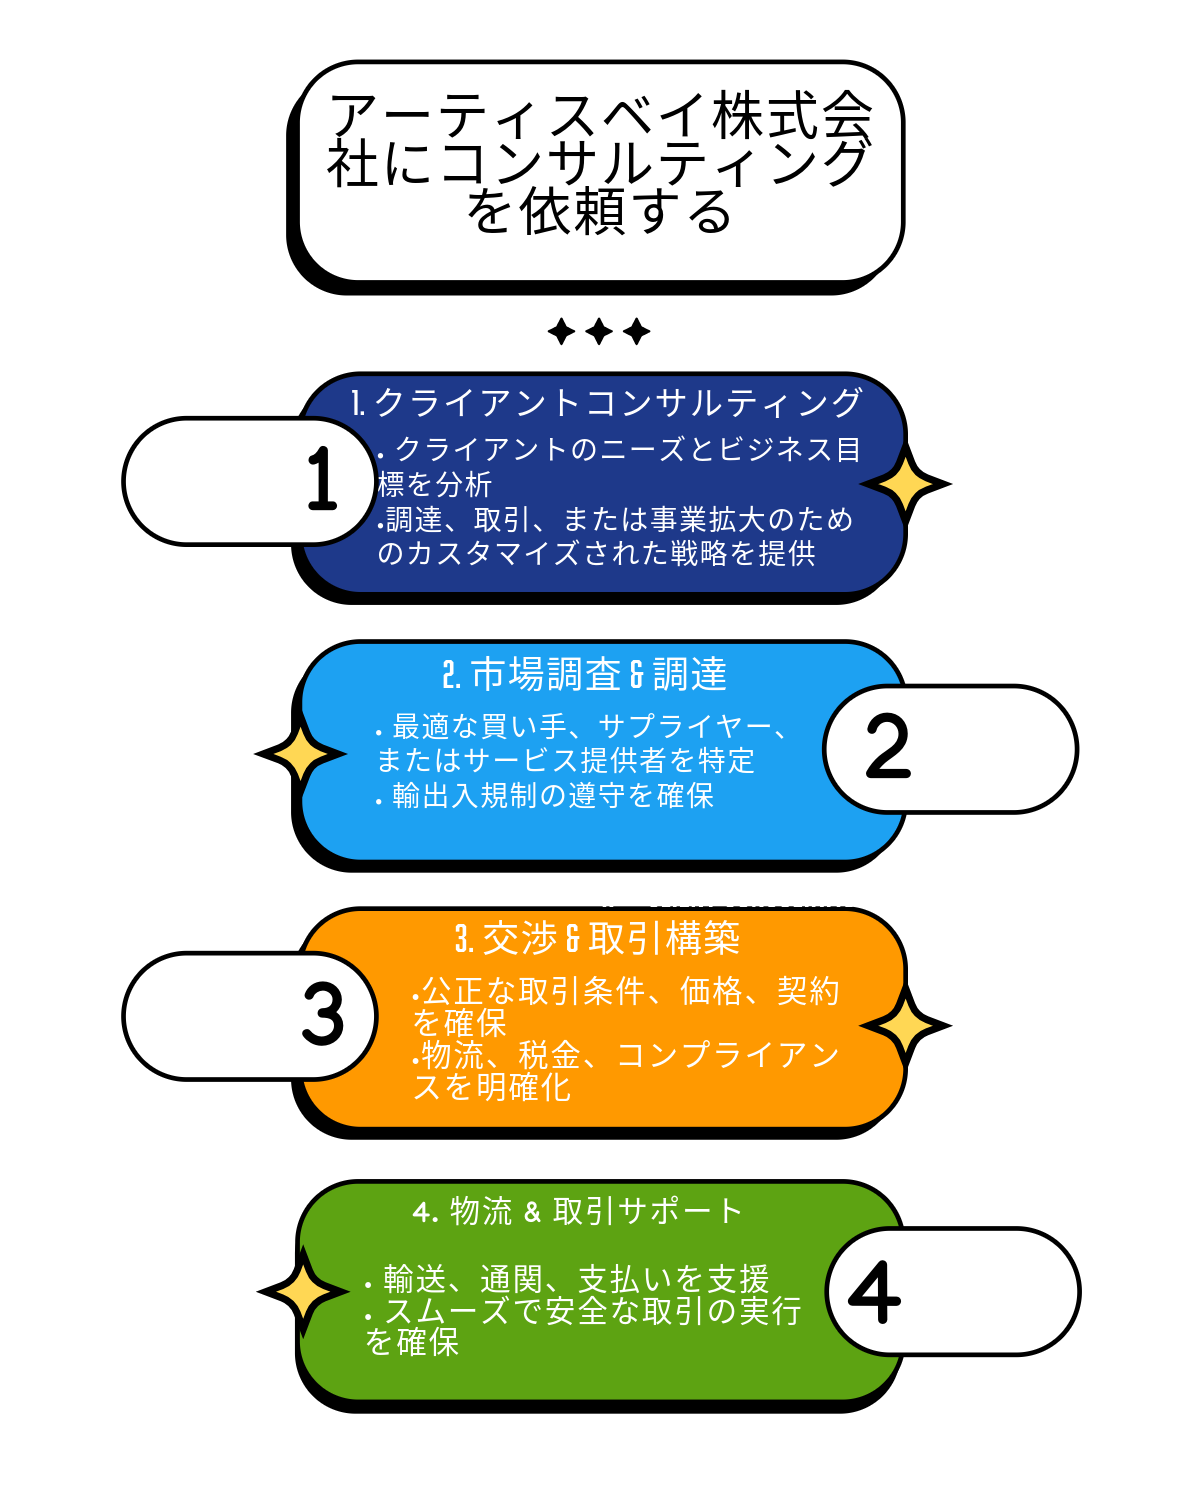 アーティスベイ株式会
社にコンサルティング
を依頼する
1. クライアントコンサルティング
1
• クライアントのニーズとビジネス目
標を分析
•調達、取引、または事業拡大のため
のカスタマイズされた戦略を提供
2. 市場調査 & 調達
2
• 最適な買い手、サプライヤー、
またはサービス提供者を特定
• 輸出入規制の遵守を確保
3. 交渉 & 取引構築
3
•公正な取引条件、価格、契約
を確保
•物流、税金、コンプライアン
スを明確化
4. 物流 & 取引サポート
4
• 輸送、通関、支払いを支援
• スムーズで安全な取引の実行
を確保